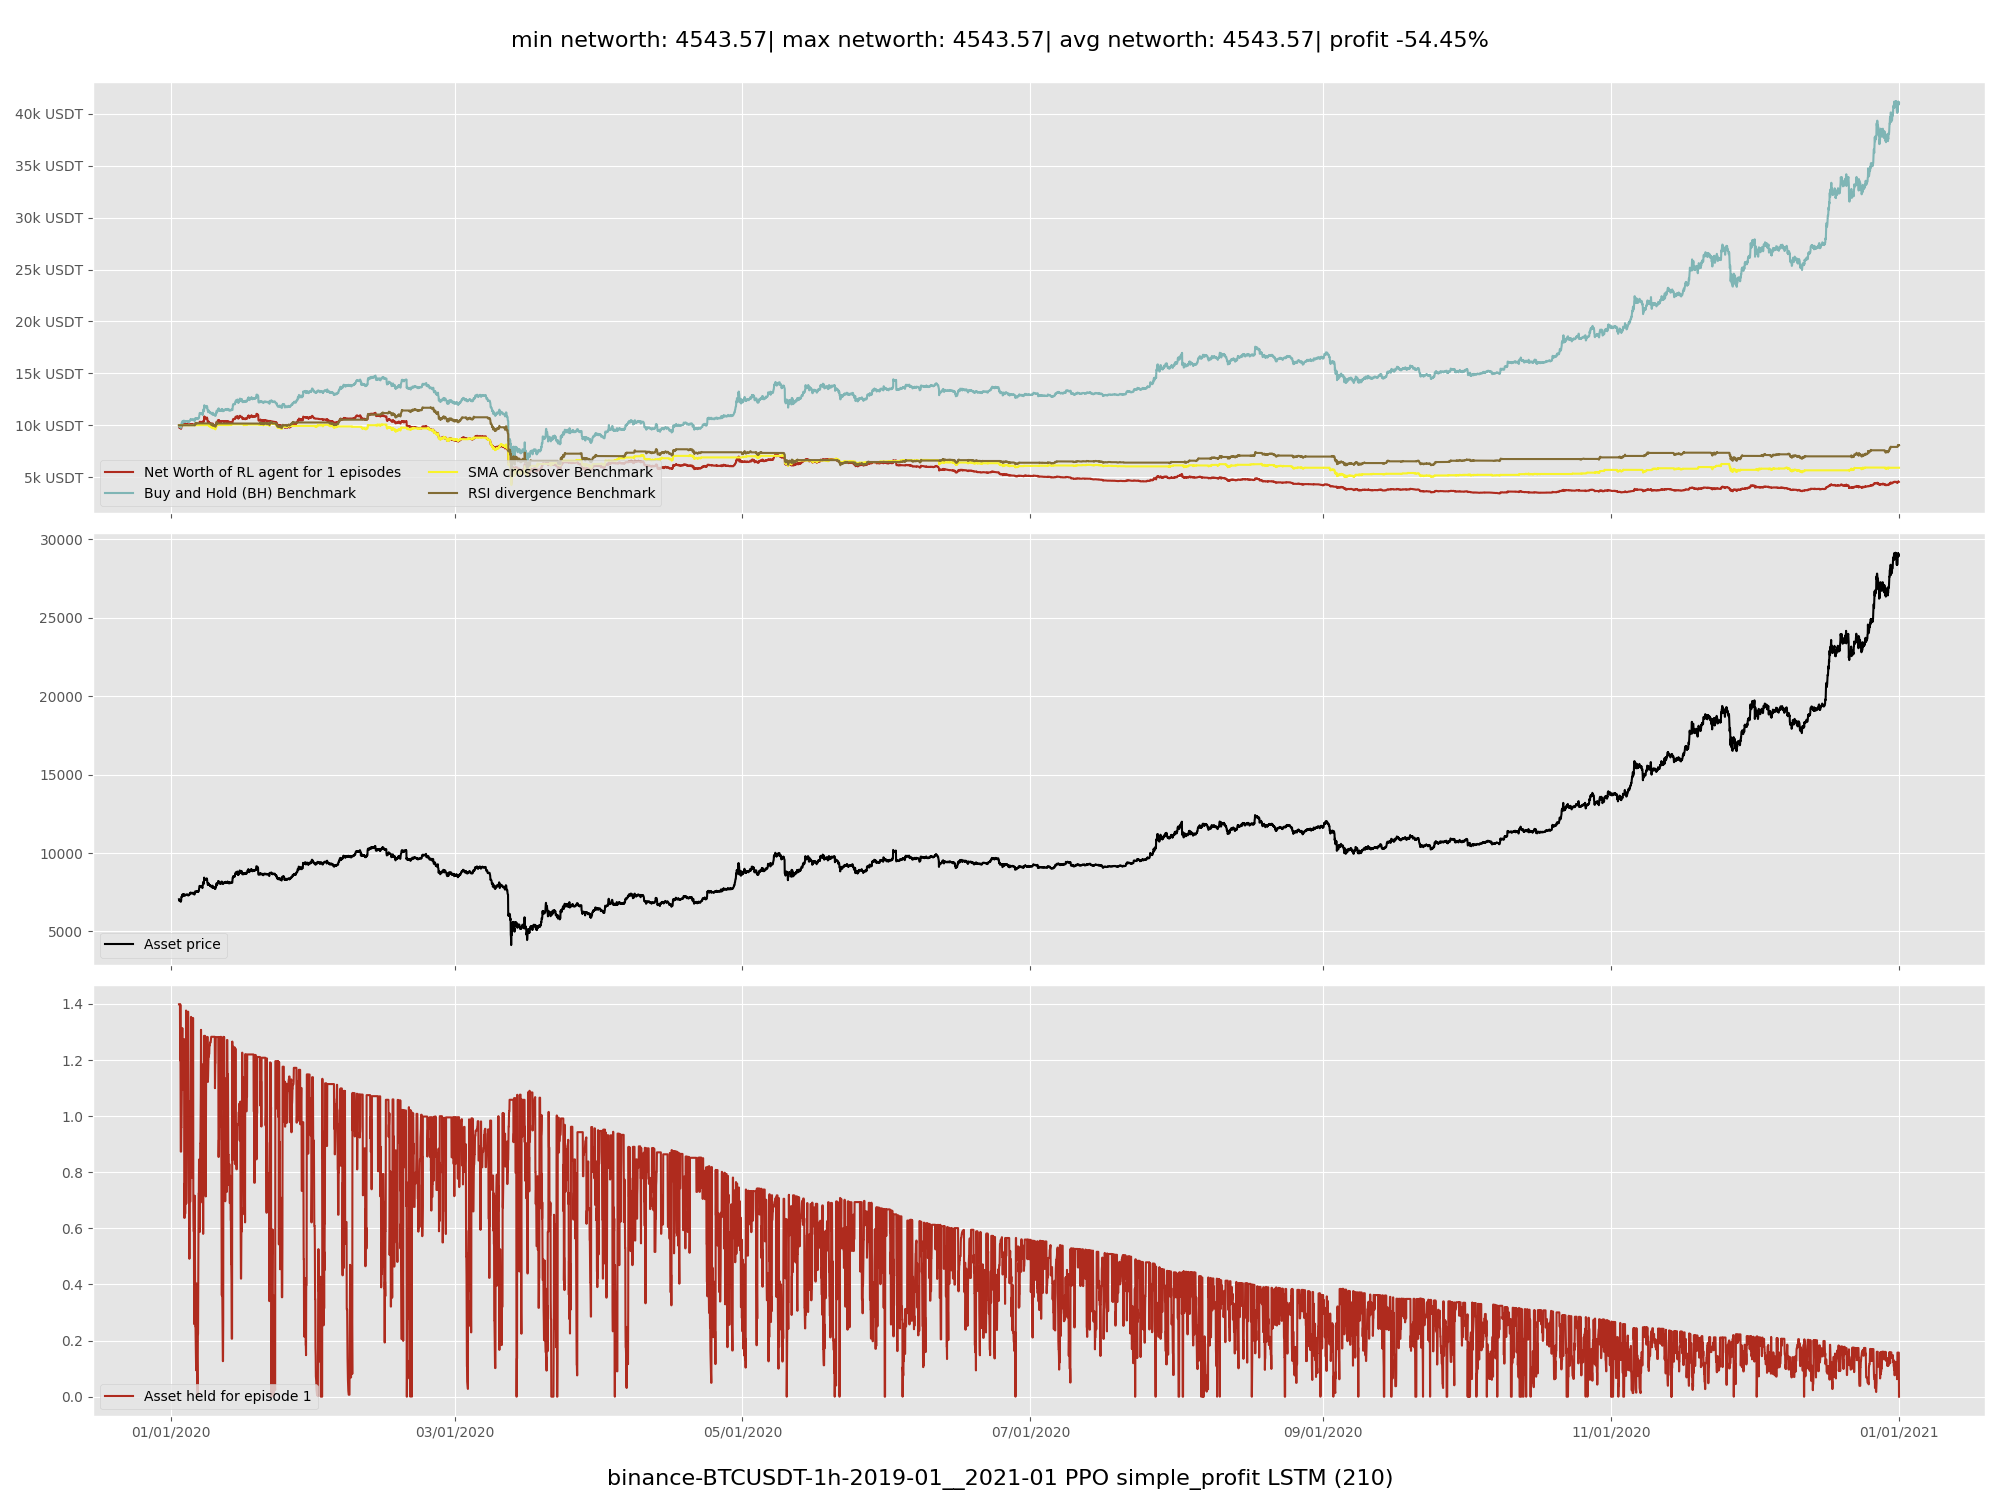 min networth: 4543.57| max networth: 4543.57| avg networth: 4543.57| profit -54.45%
40k USDT
35k USDT
30k USDT
25k USDT
20k USDT
15k USDT
10k USDT
5k USDT
Net Worth of RL agent for 1 episodes
Buy and Hold (BH) Benchmark
SMA crossover Benchmark
RSI divergence Benchmark
30000
25000
20000
15000
10000
5000
Asset price
1.4
1.2
1.0
0.8
0.6
0.4
0.2
0.0
Asset held for episode 1
01/01/2020 03/01/2020 05/01/2020 07/01/2020 09/01/2020 11/01/2020 01/01/2021
binance-BTCUSDT-1h-2019-01__2021-01 PPO simple_profit LSTM (210)